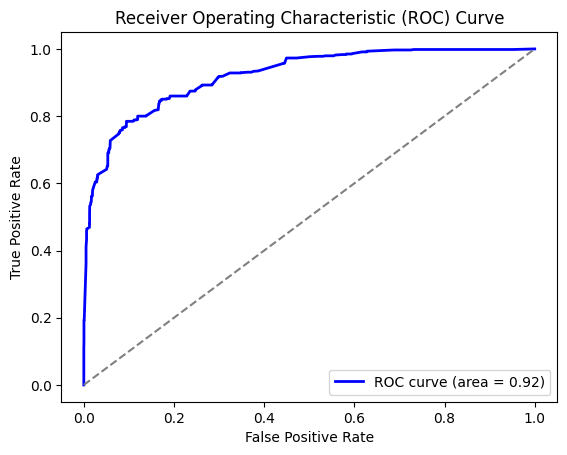 Receiver Operating Characteristic (ROC) Curve
True Positive Rate
1.0
0.8
0.6
0.4
0.2
0.0
ROC curve (area = 0.92)
0.0 0.2 0.4 0.6 0.8 1.0
False Positive Rate